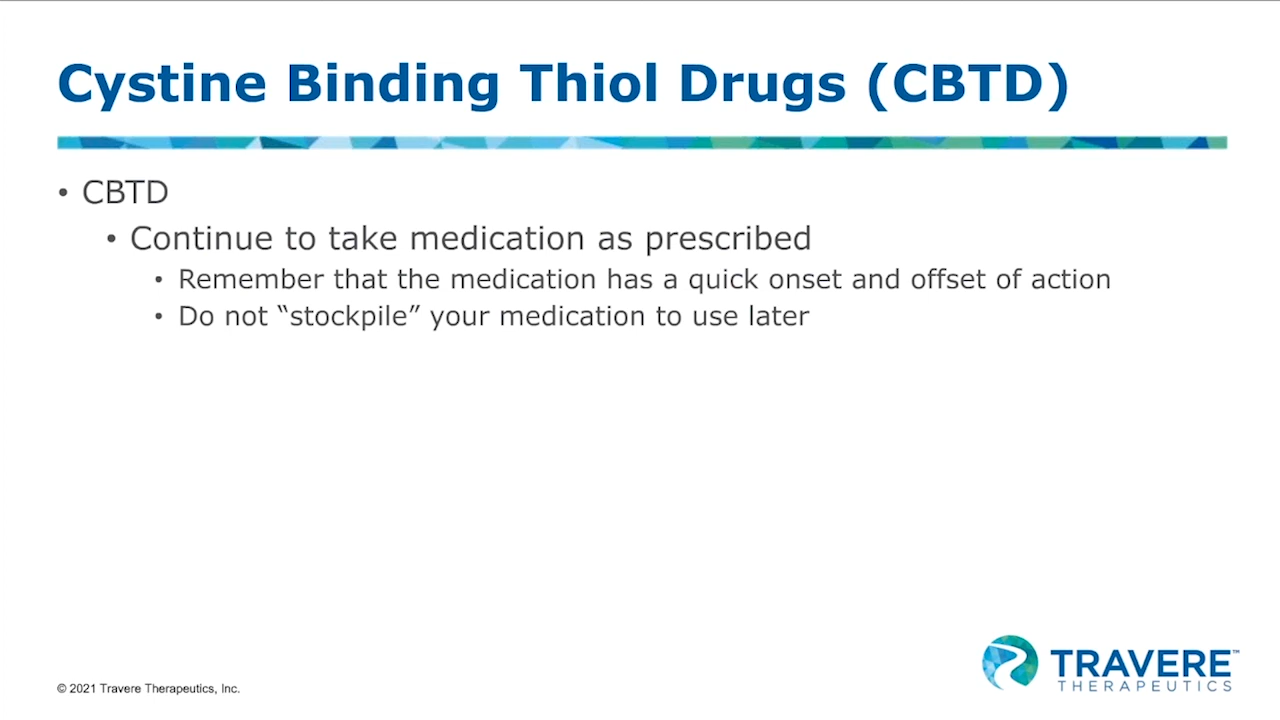 Cystine Binding Thiol Drugs (CBTD)
• CBTD
• Continue to take medication as prescribed
• Remember that the medication has a quick onset and offset of action
• Do not “stockpile” your medication to use later
© 2021 Travere Therapeutics, Inc.
TRAVERE™
THERAPEUTICS